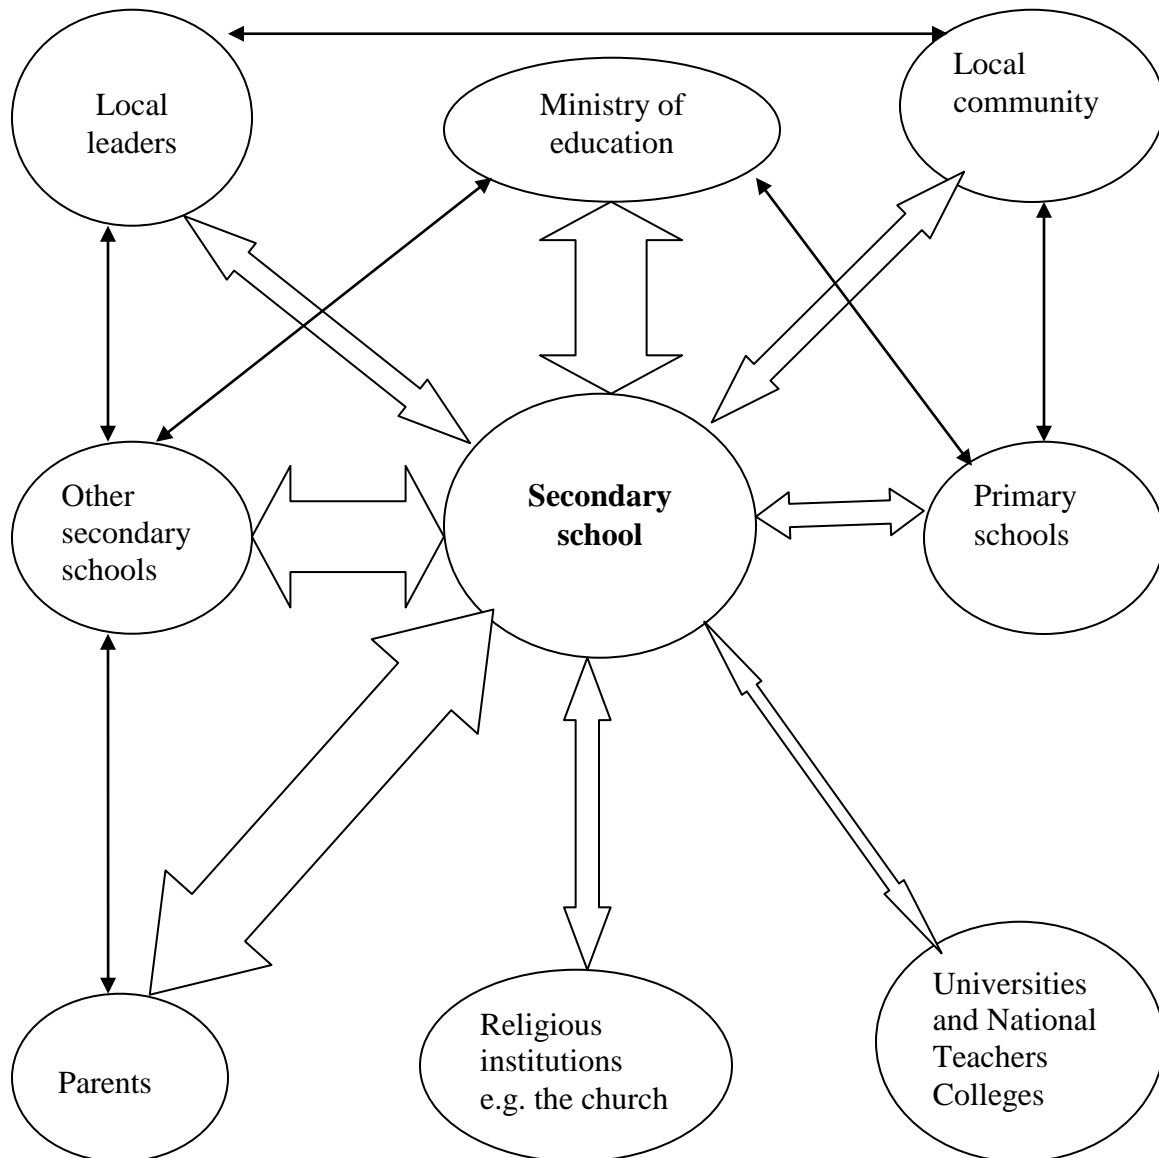 Local
leaders
Ministry of
education
Local
community
Other
secondary
schools
Secondary
school
Primary
schools
Parents
Religious
institutions
e.g. the church
Universities
and National
Teachers
Colleges